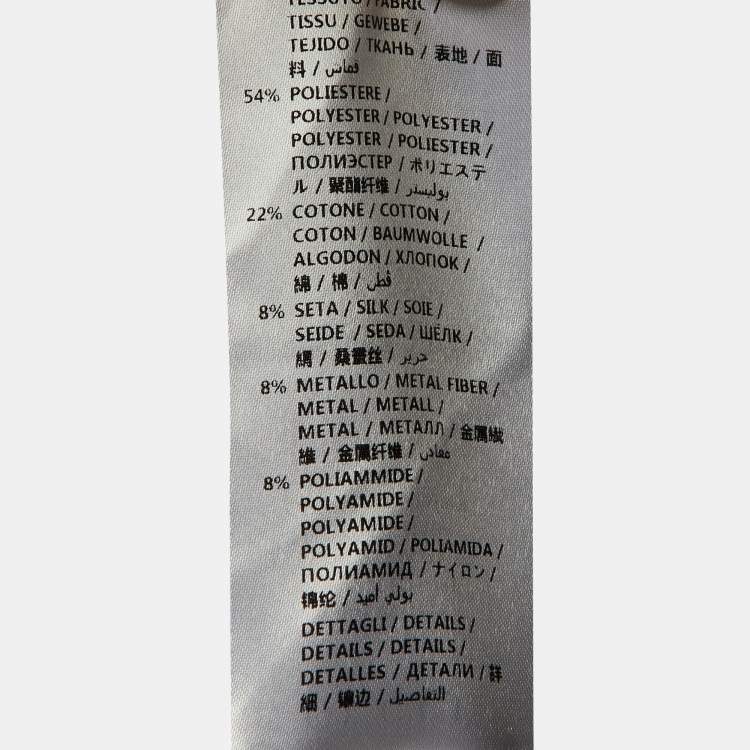 TESSUTO / FABRIC /
TISSU / GEWEBE /
TEJIDO / ТКАНЬ / 表地 / 面
料 / قماش
54% POLIESTERE /
POLYESTER / POLYESTER /
POLYESTER / POLIESTER /
ПОЛИЭСТЕР / ポリエステ
ル / 聚酯纤维 / بوليستر
22% COTONE / COTTON /
COTON / BAUMWOLLE /
ALGODON / ХЛОПОК /
綿 / 棉 / قطن
8% SETA / SILK / SOIE /
SEIDE / SEDA / ШЁЛК /
絹 / 桑蚕丝 / حرير
8% METALLO / METAL FIBER /
METAL / METALL /
METAL / МЕТАЛЛ / 金属繊
維 / 金属纤维 / معادن
8% POLIAMMIDE /
POLYAMIDE /
POLYAMIDE /
POLYAMID / POLIAMIDA /
ПОЛИАМИД / ナイロン /
锦纶 / بولي أميد
DETTAGLI / DETAILS /
DETAILS / DETAILS /
DETALLES / ДЕТАЛИ / 詳
細 / 镶边 / التفاصيل